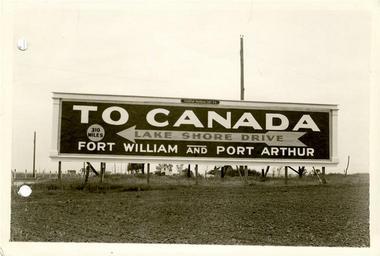 TO CANADA
310 MILES
LAKE SHORE DRIVE
FORT WILLIAM AND PORT ARTHUR